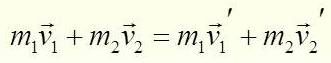 m₁v⃗₁ + m₂v⃗₂ = m₁v⃗₁′ + m₂v⃗₂′